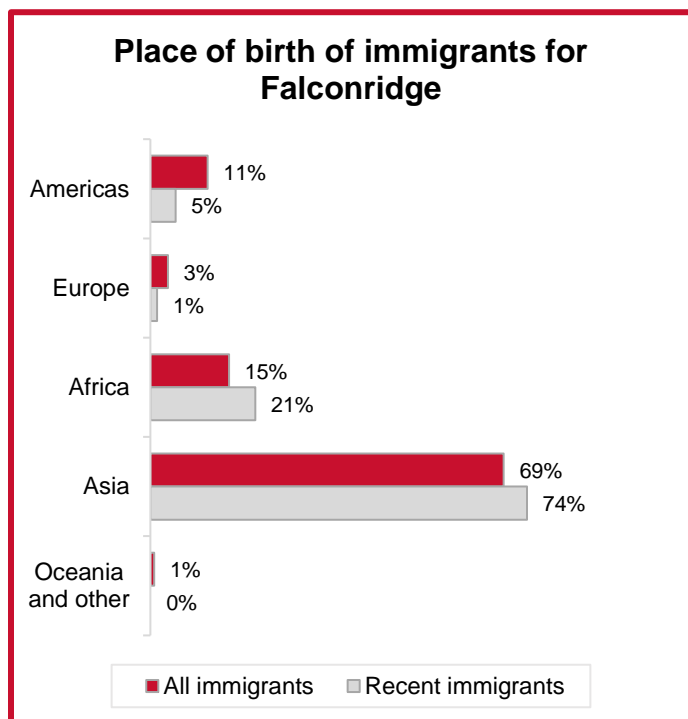 Place of birth of immigrants for
Falconridge
Americas
11%
5%
Europe
3%
1%
Africa
15%
21%
Asia
69%
74%
Oceania
and other
1%
0%
All immigrants
Recent immigrants